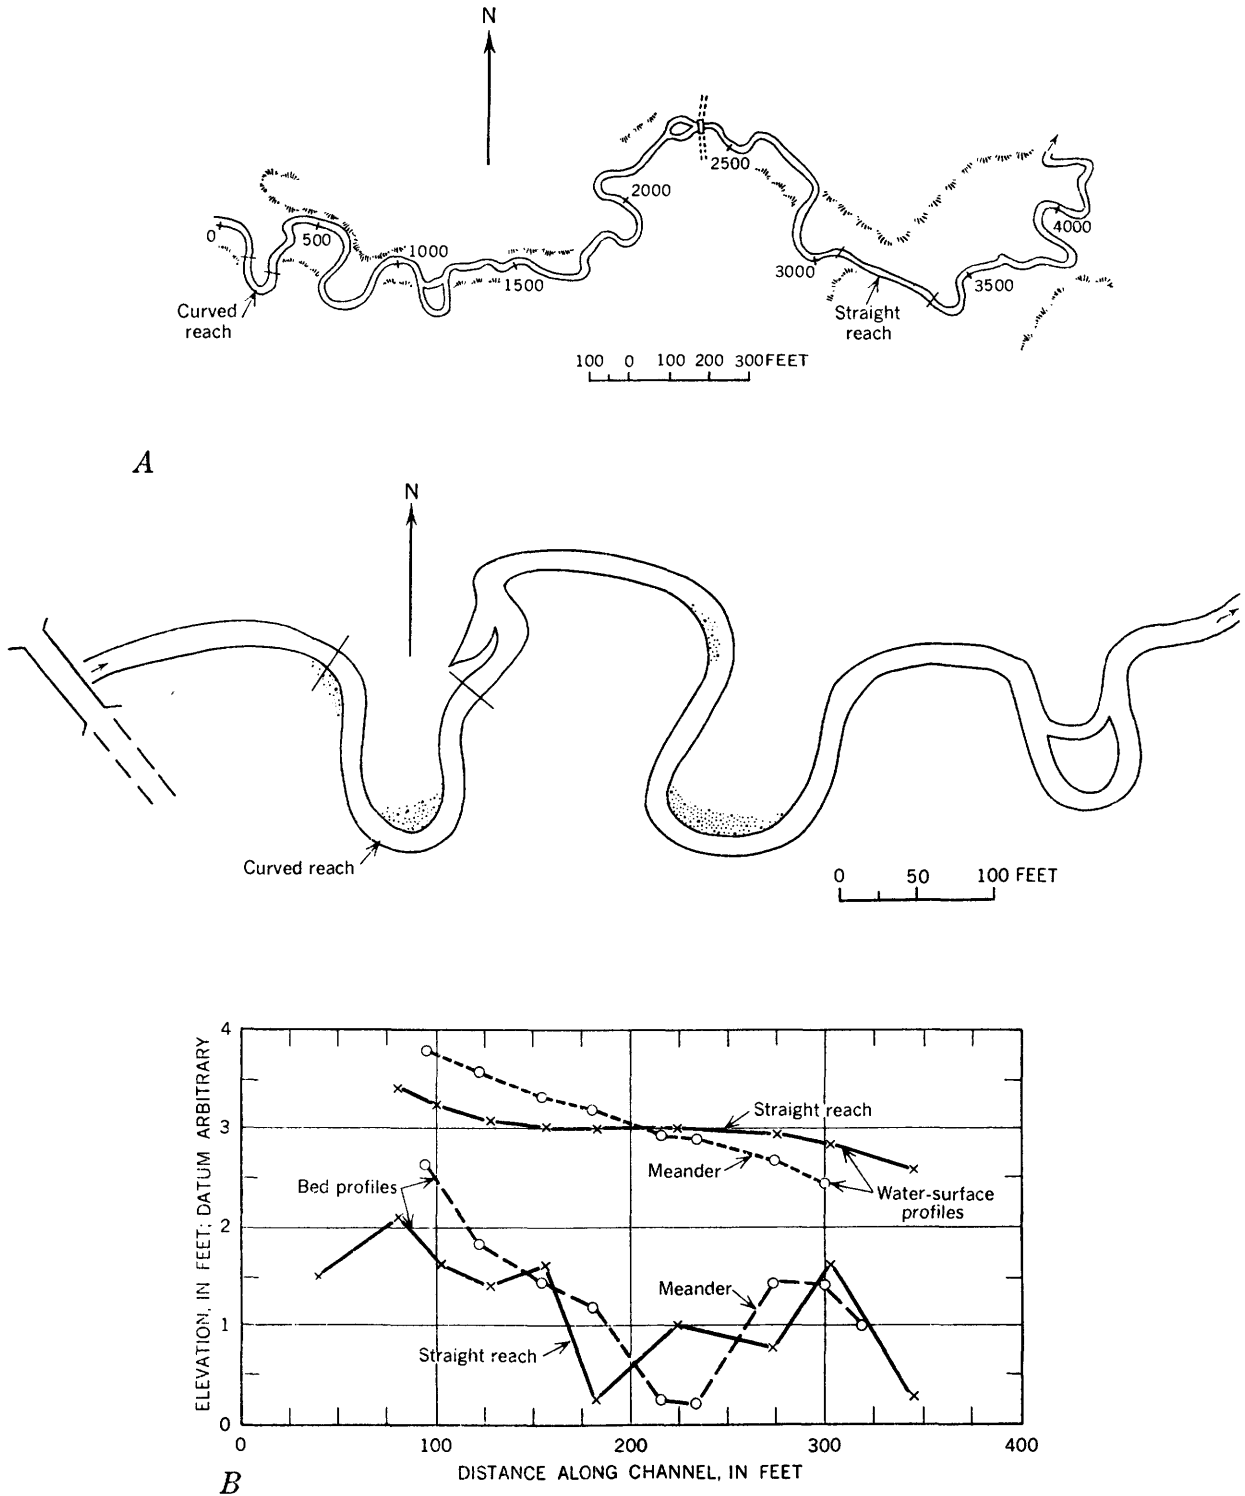 N
0
500
1000
1500
2000
2500
3000
3500
4000
Curved
reach
Straight
reach
100 0 100 200 300 FEET
A
N
Curved reach
0 50 100 FEET
4
3
2
1
0
ELEVATION, IN FEET; DATUM ARBITRARY
Straight reach
Meander
Bed profiles
Water-surface
profiles
Meander
Straight reach
0 100 200 300 400
DISTANCE ALONG CHANNEL, IN FEET
B